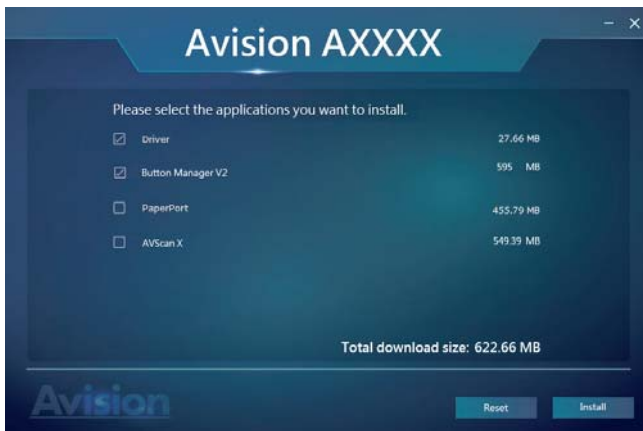 Avision AXXXX
Please select the applications you want to install.
Driver 27.66 MB
Button Manager V2 595 MB
PaperPort 455.79 MB
AVScan X 549.39 MB
Total download size: 622.66 MB
Avision
Reset Install